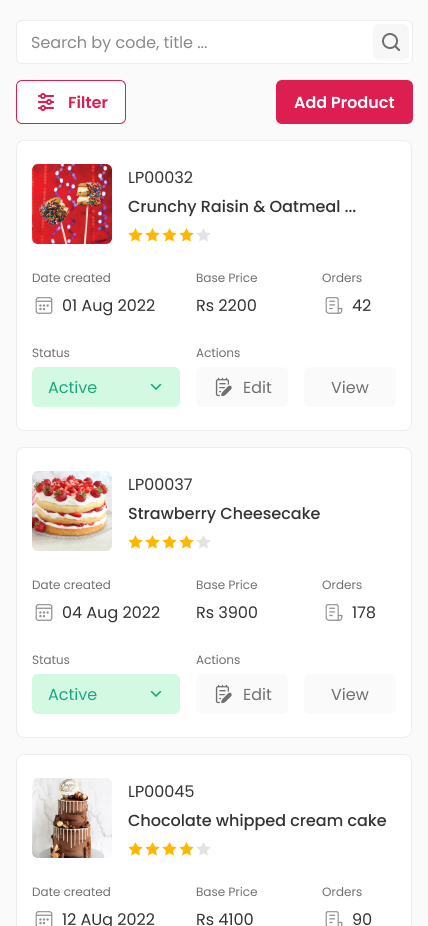 Search by code, title ...
Filter
Add Product
LP00032
Crunchy Raisin & Oatmeal ...
Date created
Base Price
Orders
01 Aug 2022
Rs 2200
42
Status
Actions
Active
Edit
View
LP00037
Strawberry Cheesecake
Date created
Base Price
Orders
04 Aug 2022
Rs 3900
178
Status
Actions
Active
Edit
View
LP00045
Chocolate whipped cream cake
Date created
Base Price
Orders
12 AUg 2022
Rs 4100
90